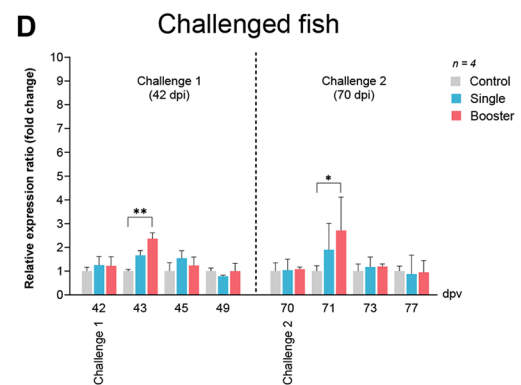 D
Challenged fish
n = 4
Control
Single
Booster
Challenge 1
(42 dpi)
Challenge 2
(70 dpi)
Relative expression ratio (fold change)
10
9
8
7
6
5
4
3
2
1
0
**
*
42
43
45
49
70
71
73
77
dpv
Challenge 1
Challenge 2